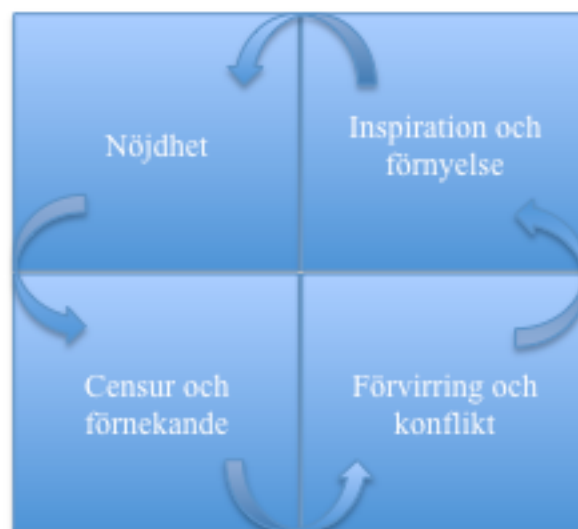 Nöjdhet
Inspiration och
förnyelse
Censur och
förnekande
Förvirring och
konflikt